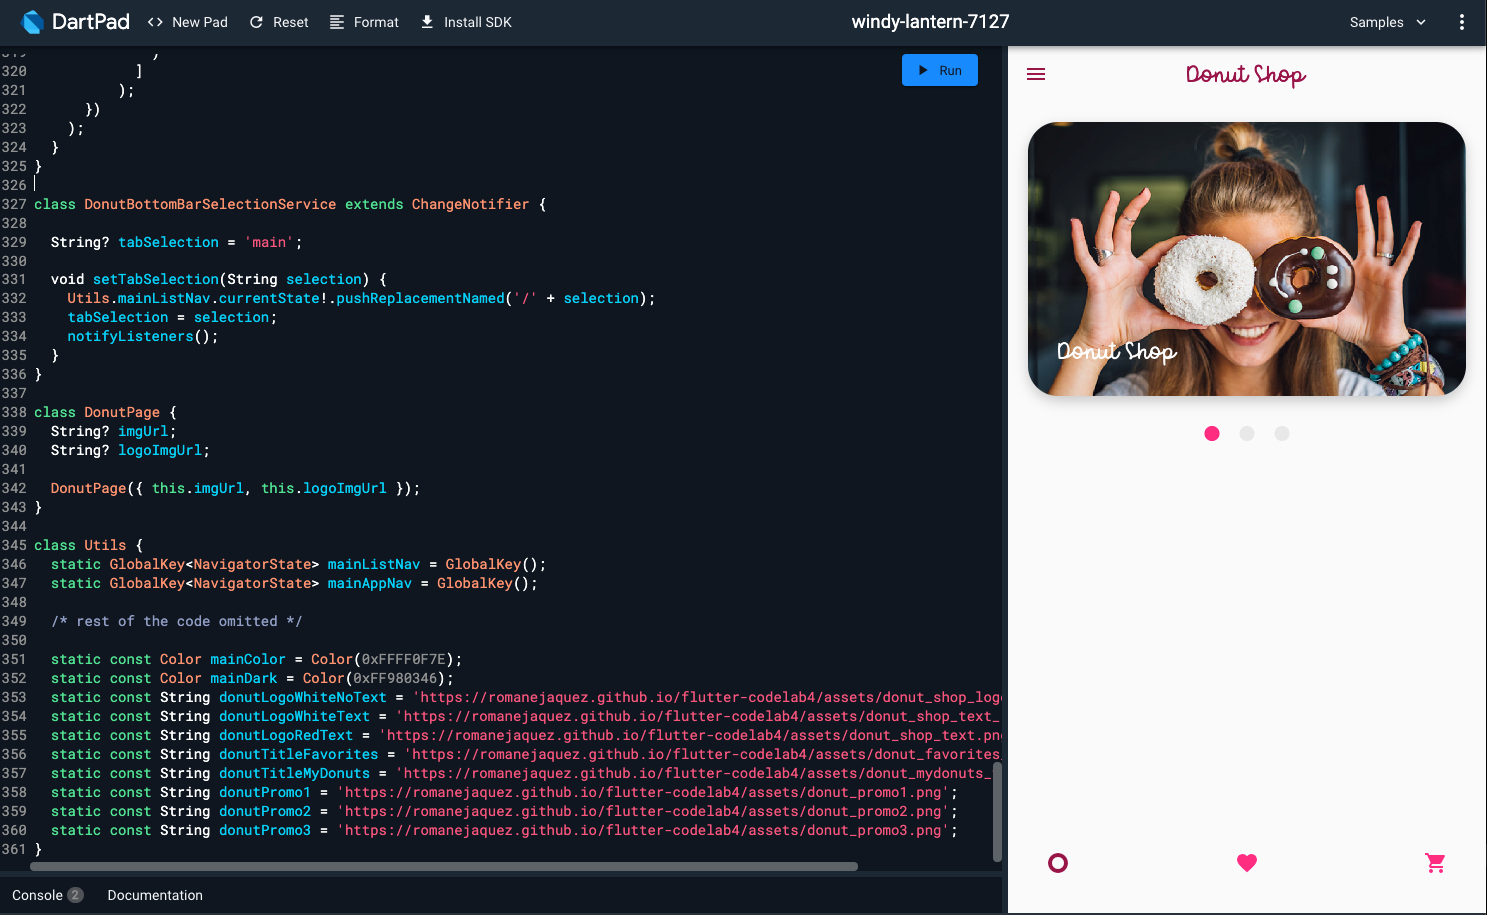 DartPad
<> New Pad
Reset
Format
Install SDK
windy-lantern-7127
Samples
Run
319 )
320 ]
321 );
322 })
323 );
324 }
325 }
326
327 class DonutBottomBarSelectionService extends ChangeNotifier {
328
329 String? tabSelection = 'main';
330
331 void setTabSelection(String selection) {
332 Utils.mainListNav.currentState!.pushReplacementNamed('/' + selection);
333 tabSelection = selection;
334 notifyListeners();
335 }
336 }
337
338 class DonutPage {
339 String? imgUrl;
340 String? logoImgUrl;
341
342 DonutPage({ this.imgUrl, this.logoImgUrl });
343 }
344
345 class Utils {
346 static GlobalKey<NavigatorState> mainListNav = GlobalKey();
347 static GlobalKey<NavigatorState> mainAppNav = GlobalKey();
348
349 /* rest of the code omitted */
350
351 static const Color mainColor = Color(0xFFFF0F7E);
352 static const Color mainDark = Color(0xFF980346);
353 static const String donutLogoWhiteNoText = 'https://romanejaquez.github.io/flutter-codelab4/assets/donut_shop_log
354 static const String donutLogoWhiteText = 'https://romanejaquez.github.io/flutter-codelab4/assets/donut_shop_text_
355 static const String donutLogoRedText = 'https://romanejaquez.github.io/flutter-codelab4/assets/donut_shop_text.pn
356 static const String donutTitleFavorites = 'https://romanejaquez.github.io/flutter-codelab4/assets/donut_favorites
357 static const String donutTitleMyDonuts = 'https://romanejaquez.github.io/flutter-codelab4/assets/donut_mydonuts_
358 static const String donutPromo1 = 'https://romanejaquez.github.io/flutter-codelab4/assets/donut_promo1.png';
359 static const String donutPromo2 = 'https://romanejaquez.github.io/flutter-codelab4/assets/donut_promo2.png';
360 static const String donutPromo3 = 'https://romanejaquez.github.io/flutter-codelab4/assets/donut_promo3.png';
361 }
Console 2
Documentation
Donut Shop
Donut Shop